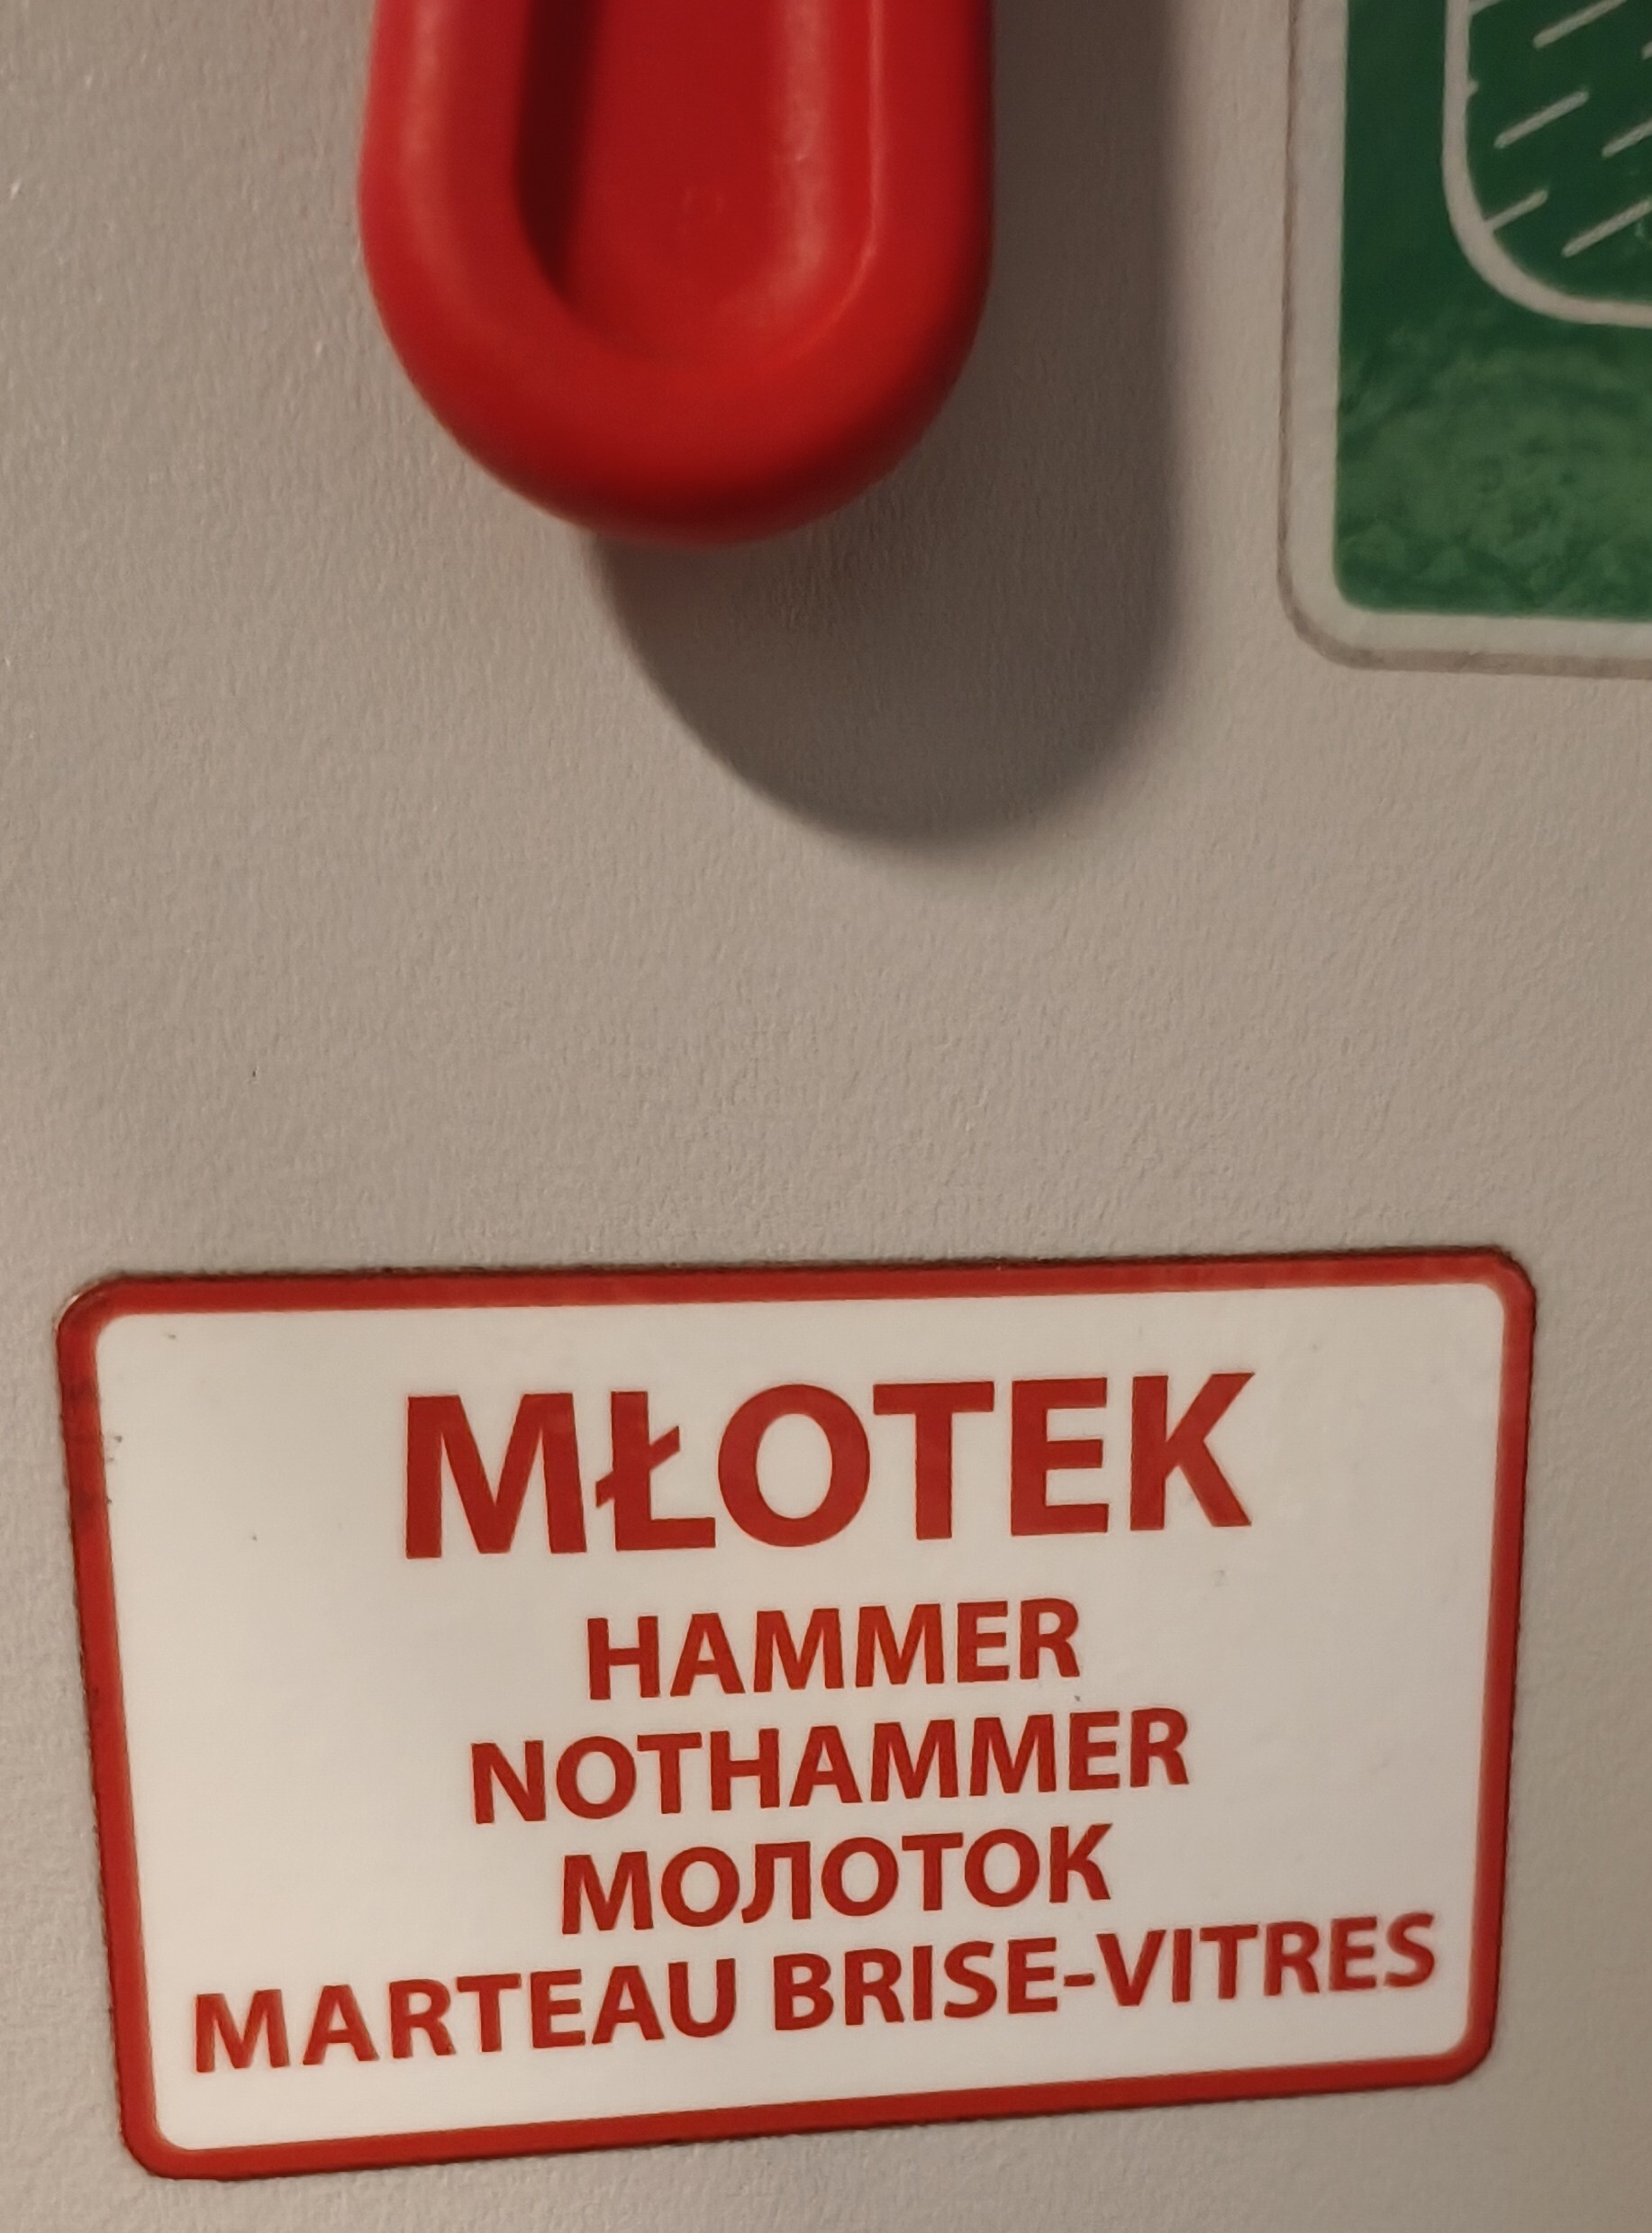 MŁOTEK
HAMMER
NOTHAMMER
МОЛОТОК
MARTEAU BRISE-VITRES